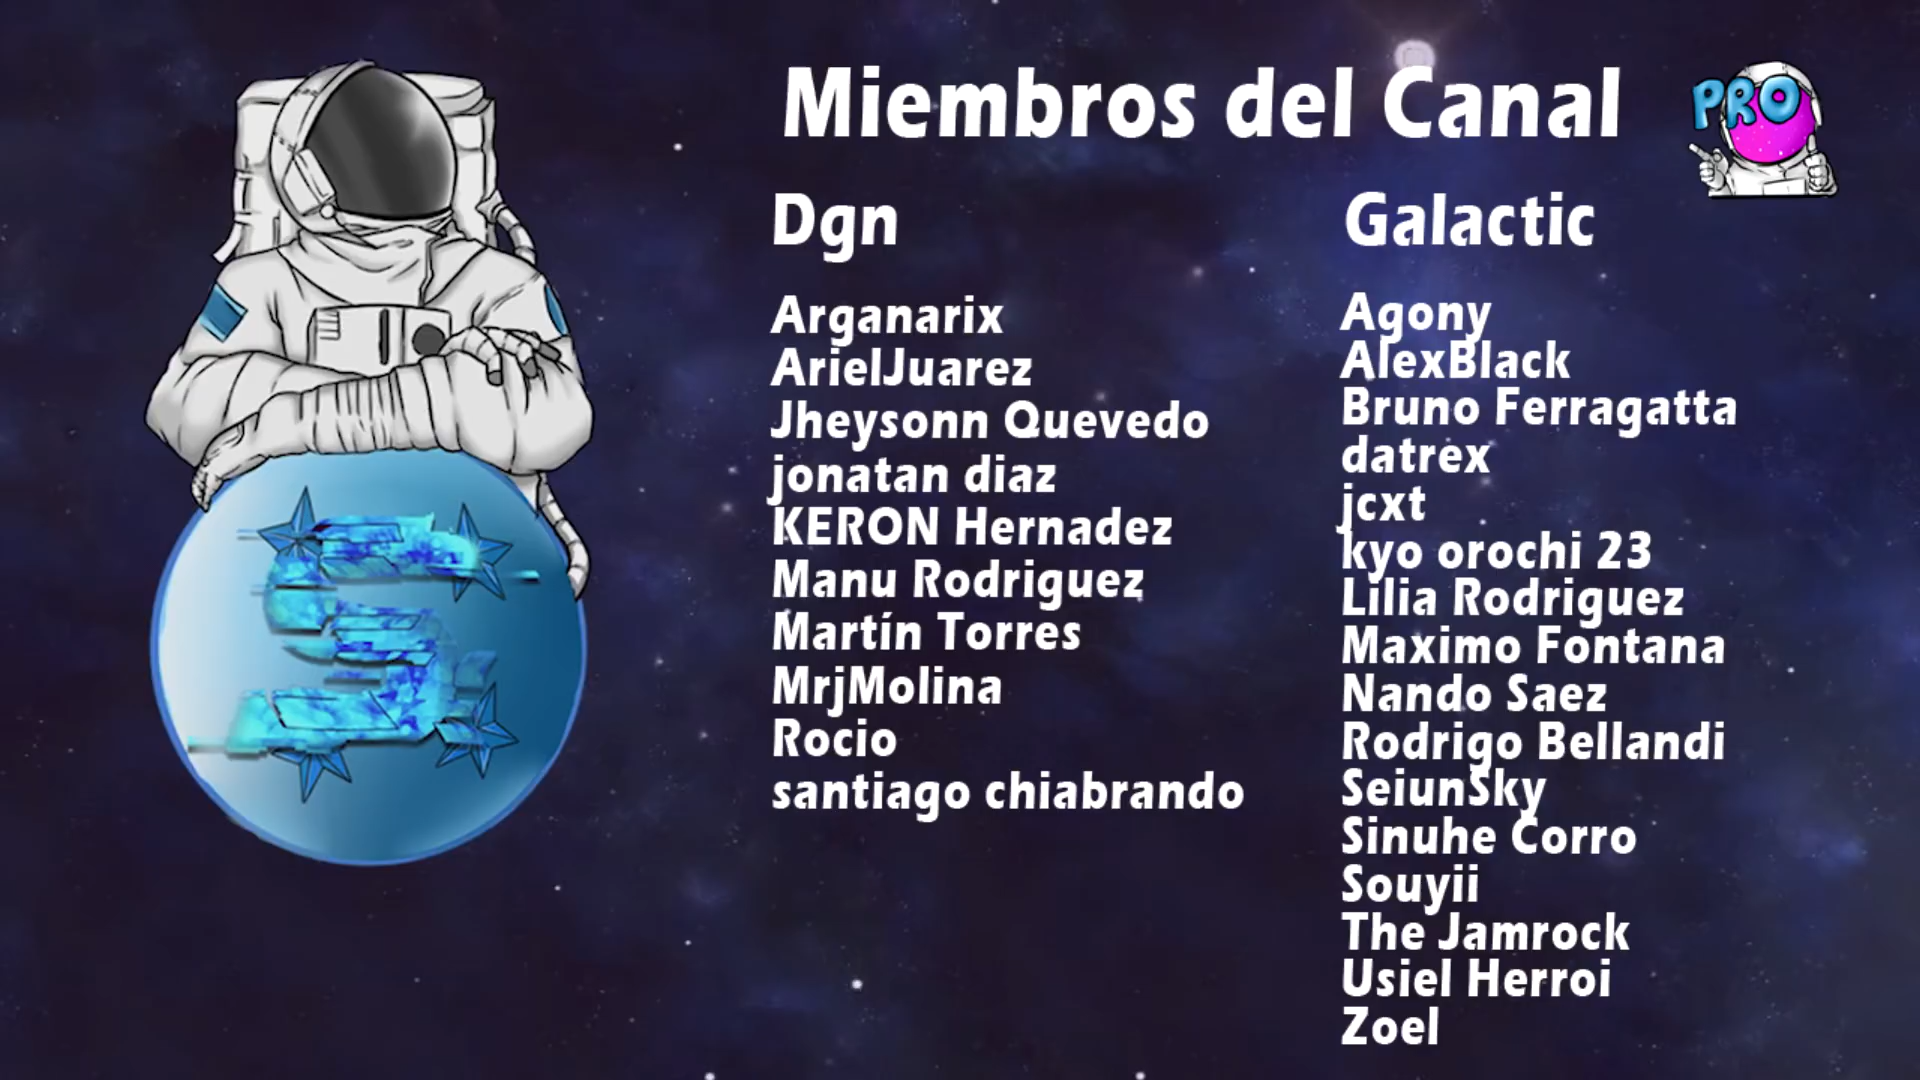 Miembros del Canal
PRO
Dgn
Arganarix
ArielJuarez
Jheysonn Quevedo
jonatan diaz
KERON Hernadez
Manu Rodriguez
Martín Torres
MrjMolina
Rocio
santiago chiabrando
Galactic
Agony
AlexBlack
Bruno Ferragatta
datrex
jcxt
kyo orochi 23
Lilia Rodriguez
Maximo Fontana
Nando Saez
Rodrigo Bellandi
SeiunSky
Sinuhe Corro
Souyii
The Jamrock
Usiel Herroi
Zoel